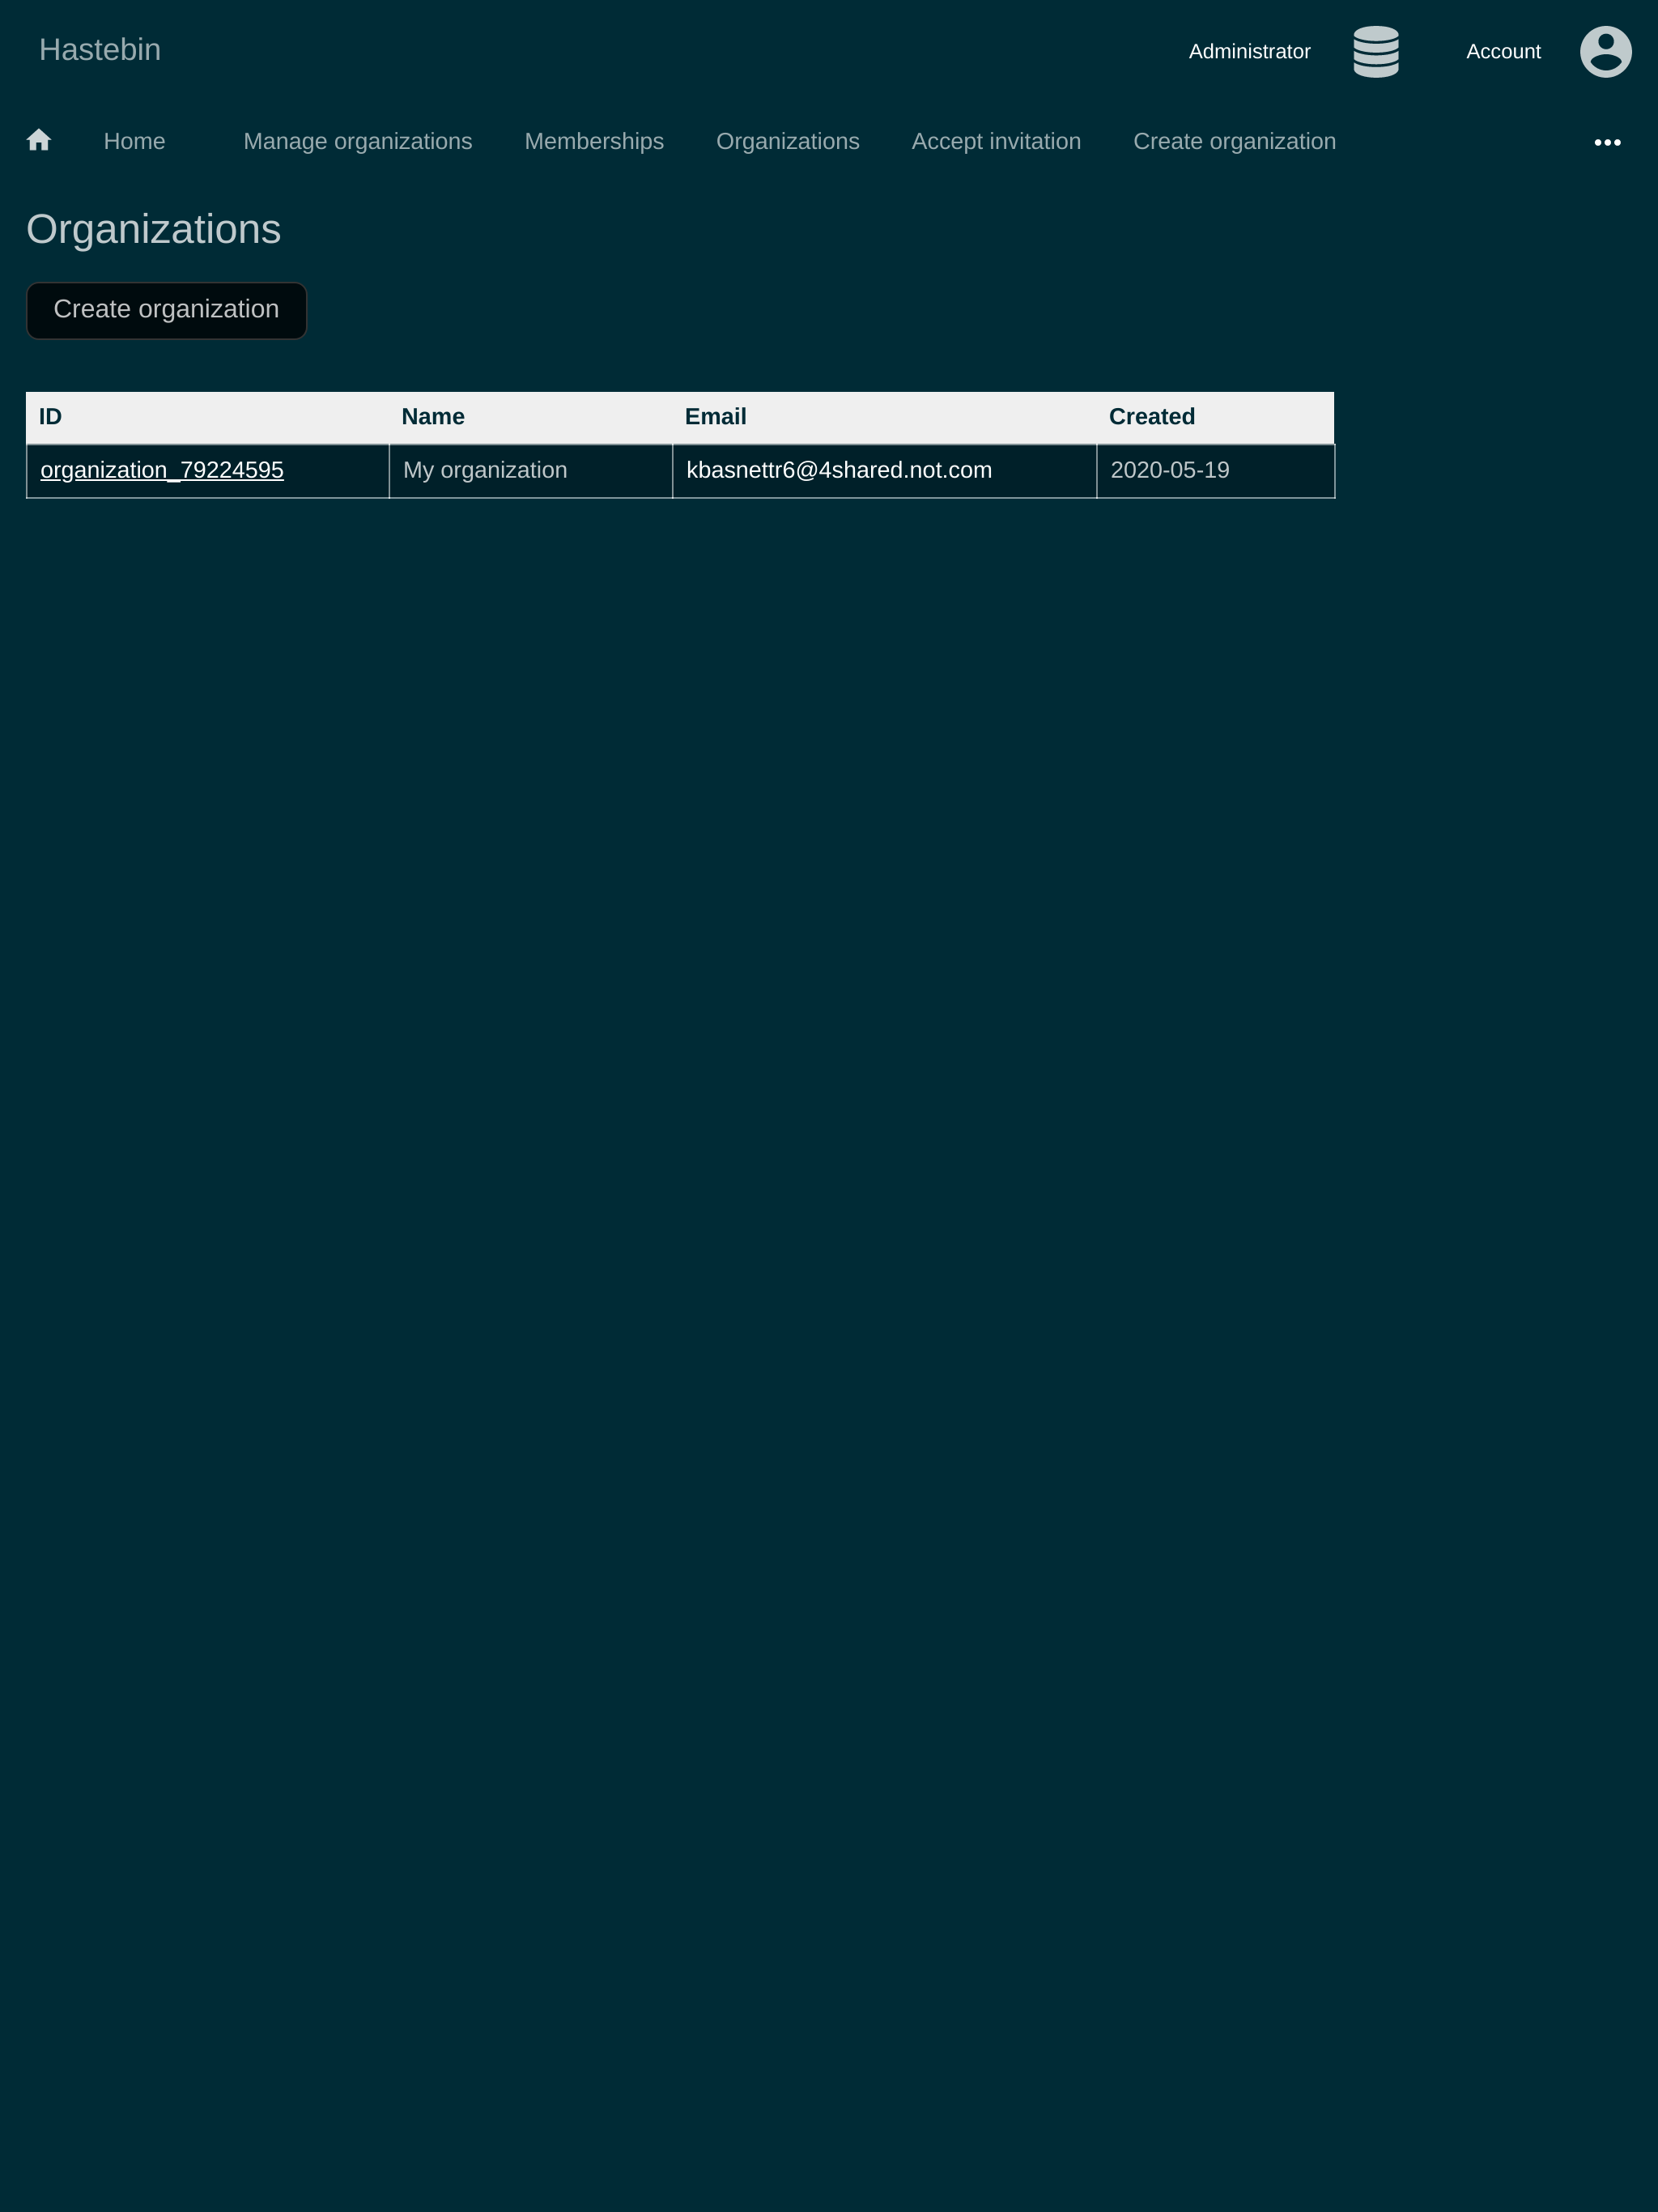 Hastebin Administrator Account
Home Manage organizations Memberships Organizations Accept invitation Create organization
Organizations
Create organization
ID Name Email Created
organization_79224595 My organization kbasnettr6@4shared.not.com 2020-05-19